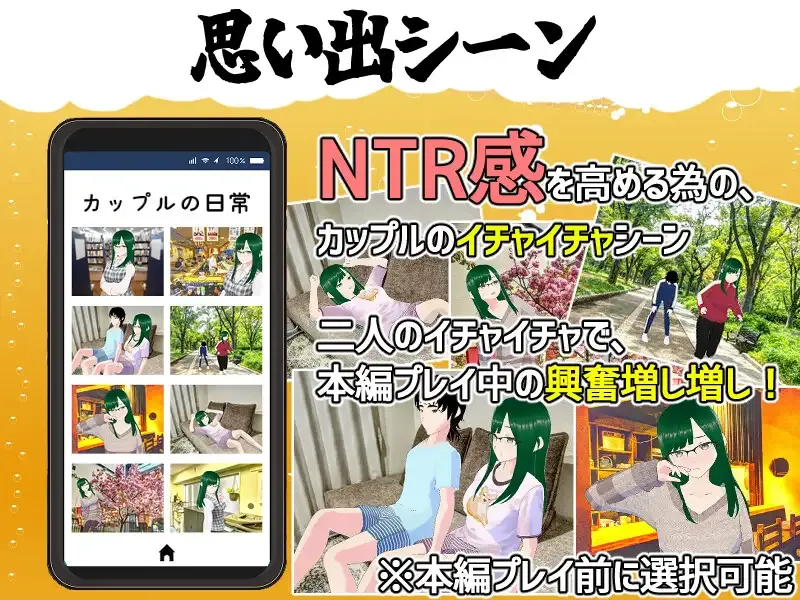 思い出シーン
100%
カップルの日常
NTR感を高める為の、
カップルのイチャイチャシーン
二人のイチャイチャで、
本編プレイ中の興奮増し増し！
※本編プレイ前に選択可能